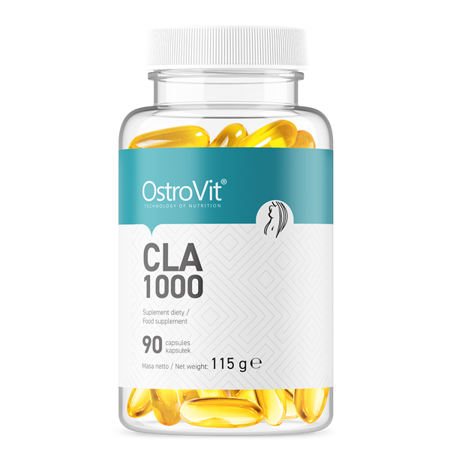 OstroVit®
TECHNOLOGY OF NUTRITION
CLA
1000
Suplement diety /
Food supplement
90 capsules
kapsułek
Masa netto / Net weight: 115 g ℮